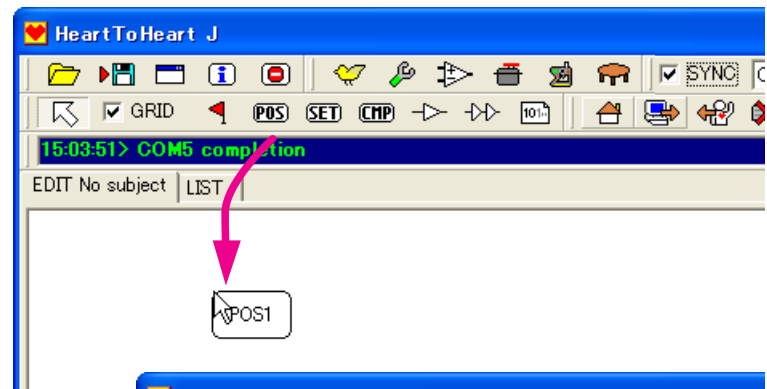 HeartToHeart J
SYNC
GRID POS SET CMP 101..
15:03:51> COM5 completion
EDIT No subject LIST
POS1